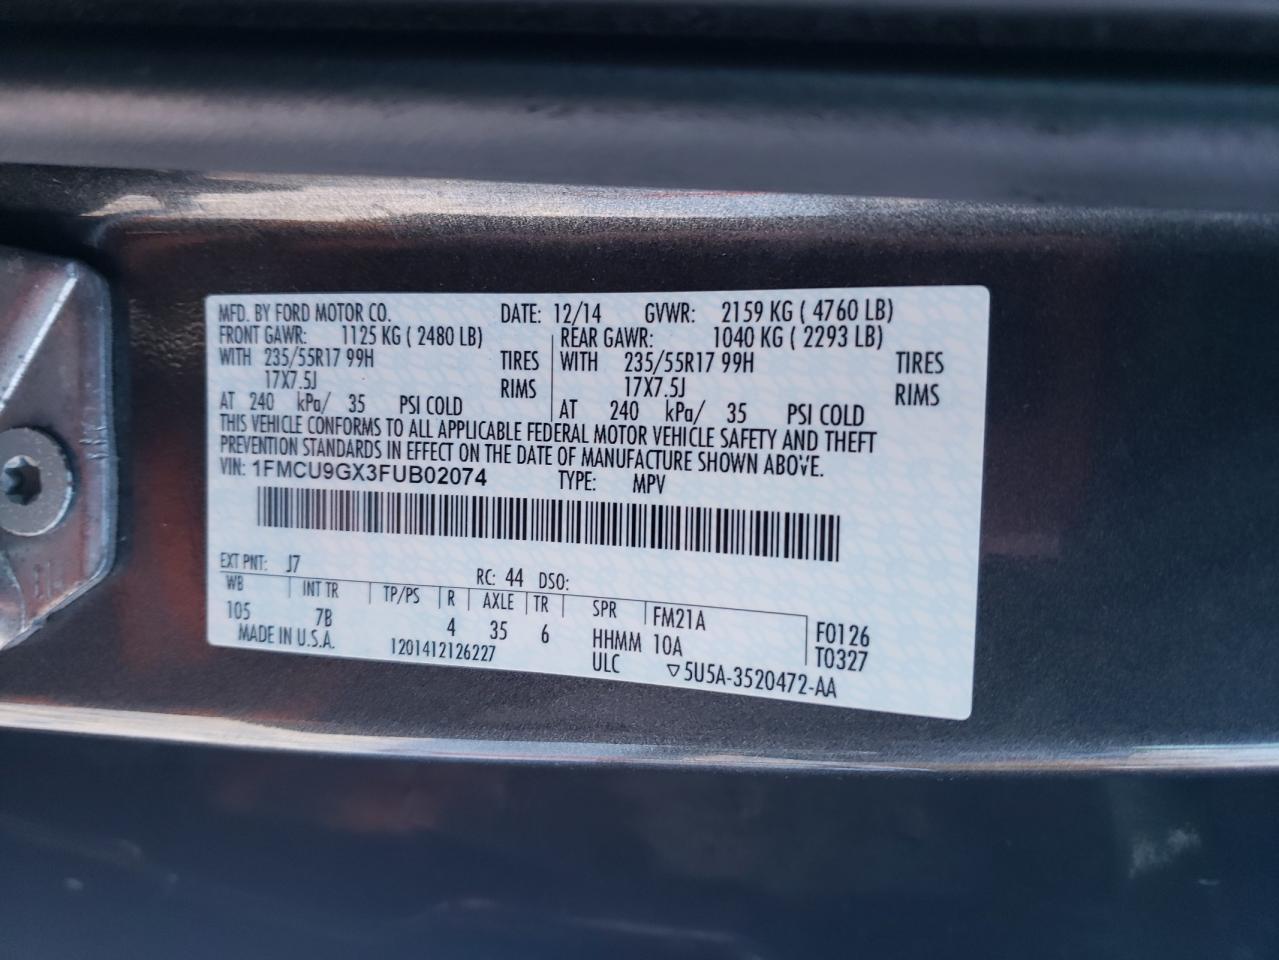 MFD. BY FORD MOTOR CO. DATE: 12/14 GVWR: 2159 KG ( 4760 LB)
FRONT GAWR: 1125 KG ( 2480 LB) REAR GAWR: 1040 KG ( 2293 LB)
WITH 235/55R17 99H TIRES WITH 235/55R17 99H TIRES
17X7.5J RIMS 17X7.5J RIMS
AT 240 kPa/ 35 PSI COLD AT 240 kPa/ 35 PSI COLD
THIS VEHICLE CONFORMS TO ALL APPLICABLE FEDERAL MOTOR VEHICLE SAFETY AND THEFT
PREVENTION STANDARDS IN EFFECT ON THE DATE OF MANUFACTURE SHOWN ABOVE.
VIN: 1FMCU9GX3FUB02074 TYPE: MPV
EXT PNT: J7 RC: 44 DSO:
WB INT TR TP/PS R AXLE TR SPR FM21A F0126
105 7B 4 35 6 HHMM 10A T0327
MADE IN U.S.A. 1201412126227 ULC ▽5U5A-3520472-AA